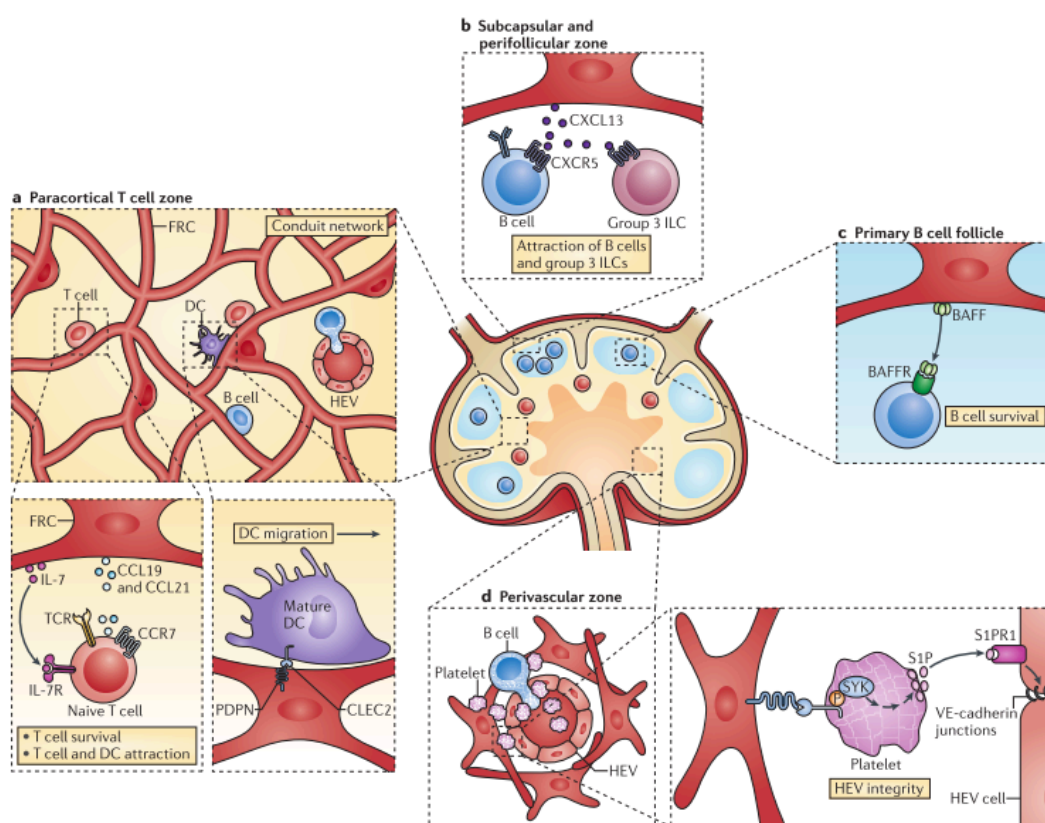 b Subcapsular and
perifollicular zone
CXCL13
CXCR5
B cell
Group 3 ILC
Attraction of B cells
and group 3 ILCs
a Paracortical T cell zone
FRC
Conduit network
T cell
DC
HEV
B cell
c Primary B cell follicle
BAFF
BAFFR
B cell survival
FRC
IL-7
CCL19
and CCL21
TCR
CCR7
IL-7R
Naive T cell
• T cell survival
• T cell and DC attraction
DC migration
Mature
DC
PDPN
CLEC2
d Perivascular zone
B cell
Platelet
HEV
S1PR1
S1P
SYK
P
VE-cadherin
junctions
Platelet
HEV integrity
HEV cell